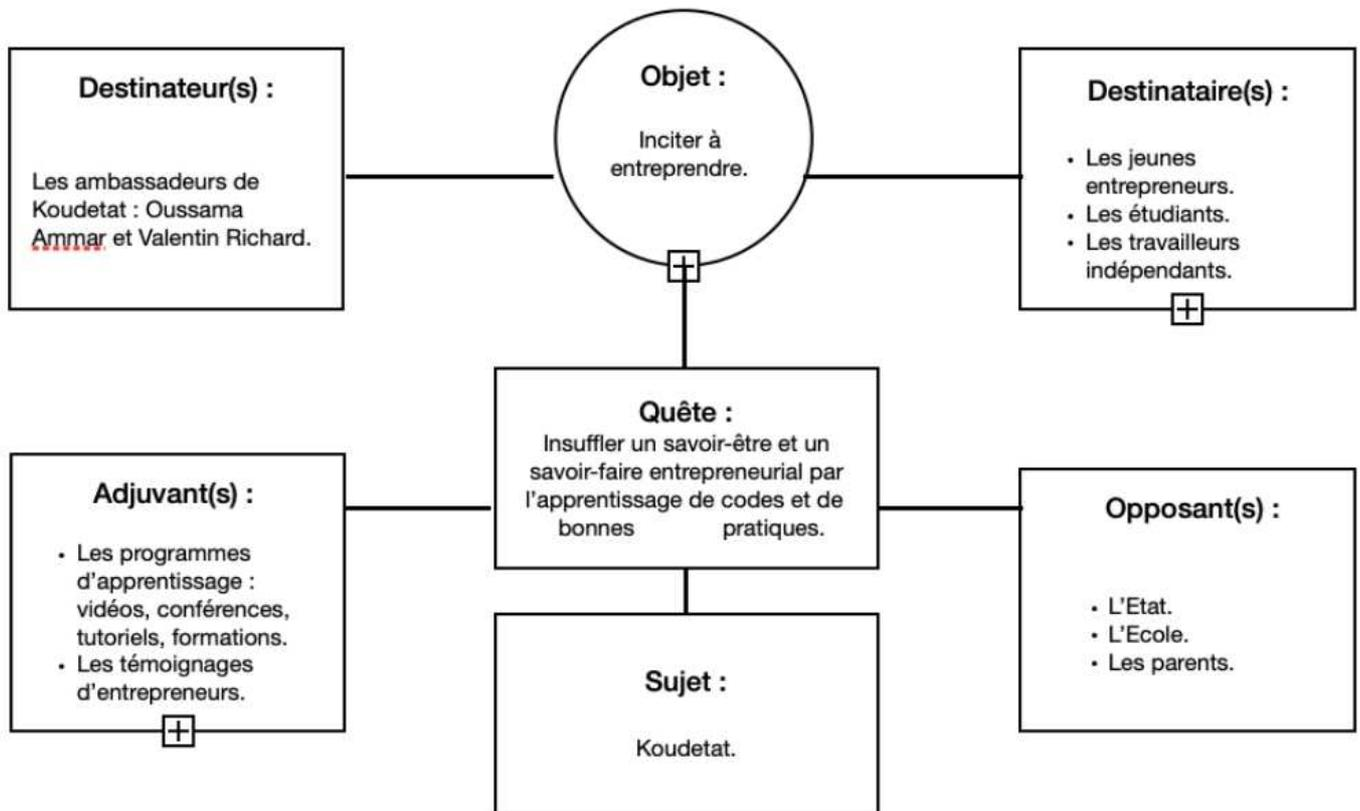 Destinateur(s) :
Les ambassadeurs de
Koudetat : Oussama
Ammar et Valentin Richard.
Objet :
Inciter à
entreprendre.
Destinataire(s) :
• Les jeunes
entrepreneurs.
• Les étudiants.
• Les travailleurs
indépendants.
Quête :
Insuffler un savoir-être et un
savoir-faire entrepreneurial par
l'apprentissage de codes et de
bonnes pratiques.
Adjuvant(s) :
• Les programmes
d'apprentissage :
vidéos, conférences,
tutoriels, formations.
• Les témoignages
d'entrepreneurs.
Opposant(s) :
• L'Etat.
• L'Ecole.
• Les parents.
Sujet :
Koudetat.